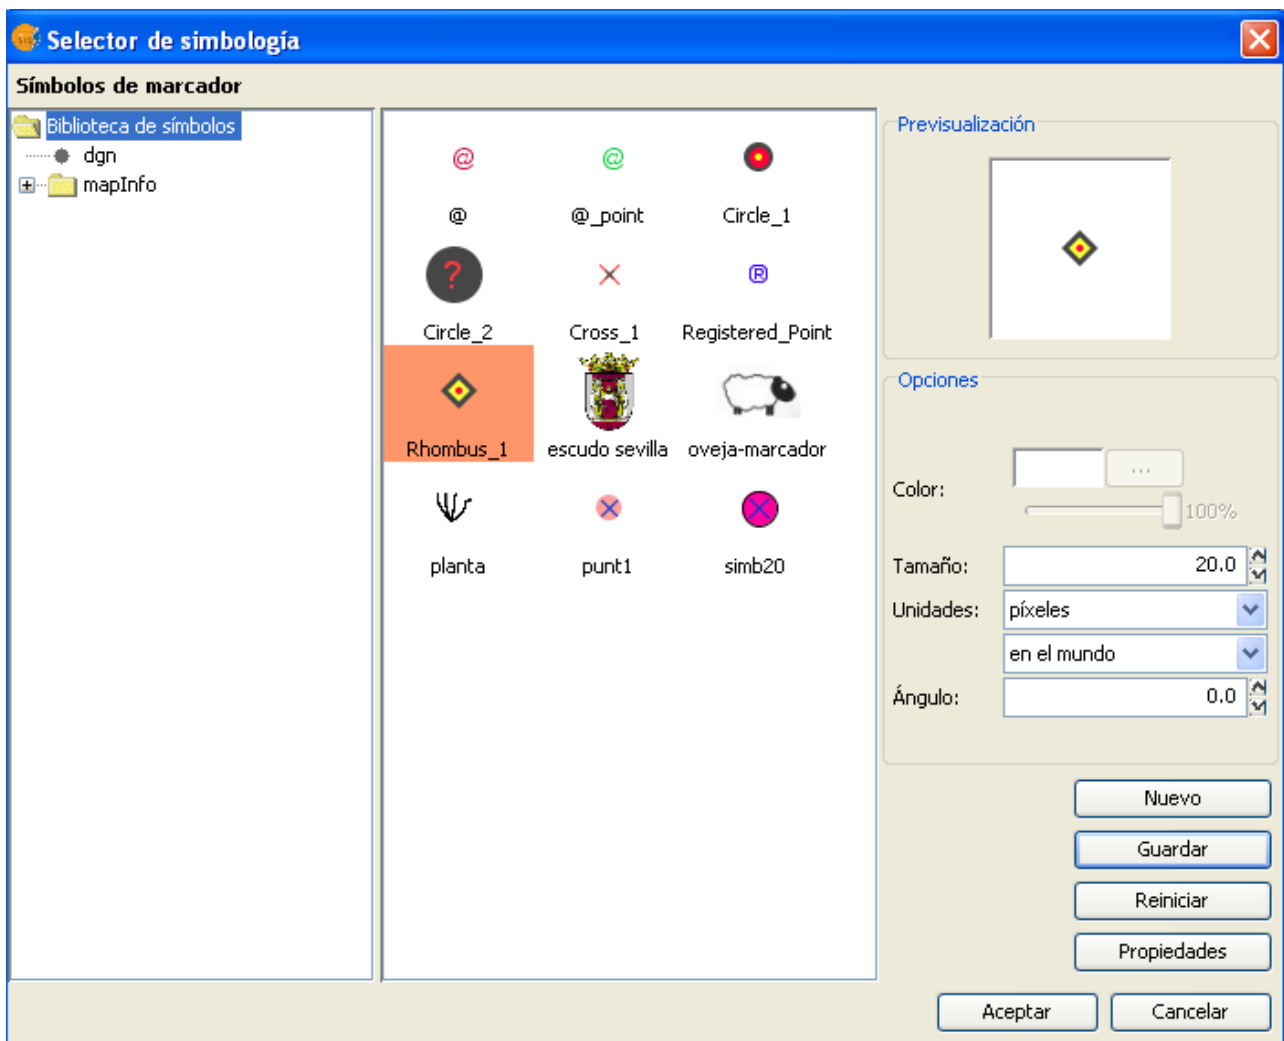 Selector de simbología
Símbolos de marcador
Biblioteca de símbolos
dgn
mapInfo
@ @ 
@ @_point Circle_1
? R
Circle_2 Cross_1 Registered_Point
Rhombus_1 escudo sevilla oveja-marcador
planta punt1 simb20
Previsualización
Opciones
Color: ...
100%
Tamaño: 20.0
Unidades: píxeles
en el mundo
Ángulo: 0.0
Nuevo
Guardar
Reiniciar
Propiedades
Aceptar Cancelar